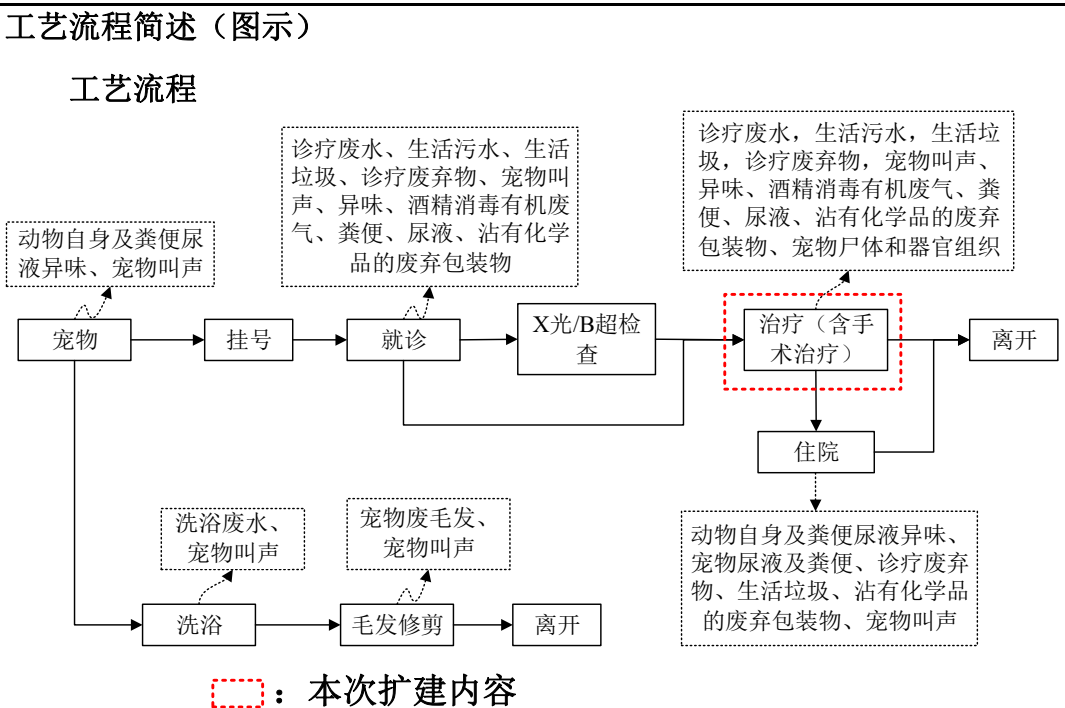 工艺流程简述（图示）
工艺流程
诊疗废水、生活污水、生活
垃圾、诊疗废弃物、宠物叫
声、异味、酒精消毒有机废
气、粪便、尿液、沾有化学
品的废弃包装物
诊疗废水，生活污水，生活垃
圾，诊疗废弃物，宠物叫声、
异味、酒精消毒有机废气、粪
便、尿液、沾有化学品的废弃
包装物、宠物尸体和器官组织
动物自身及粪便尿
液异味、宠物叫声
宠物
挂号
就诊
X光/B超检
查
治疗（含手
术治疗）
离开
住院
洗浴废水、
宠物叫声
宠物废毛发、
宠物叫声
动物自身及粪便尿液异味、
宠物尿液及粪便、诊疗废弃
物、生活垃圾、沾有化学品
的废弃包装物、宠物叫声
洗浴
毛发修剪
离开
：本次扩建内容